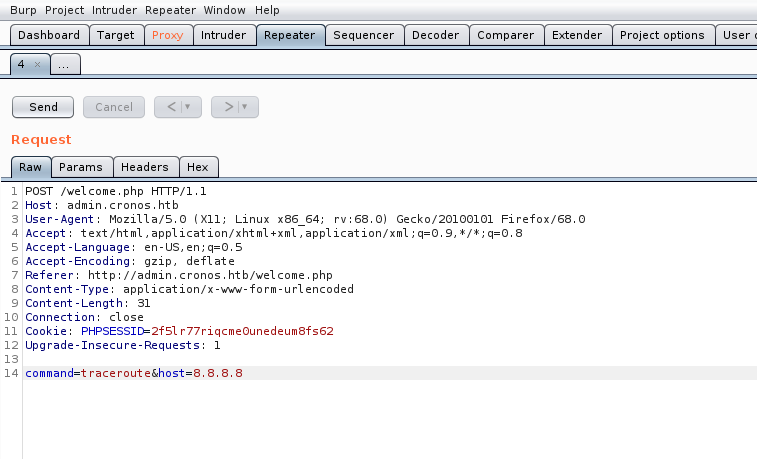 Burp Project Intruder Repeater Window Help
Dashboard Target Proxy Intruder Repeater Sequencer Decoder Comparer Extender Project options User
4 × ...
Send Cancel < ▼ > ▼
Request
Raw Params Headers Hex
1 POST /welcome.php HTTP/1.1
2 Host: admin.cronos.htb
3 User-Agent: Mozilla/5.0 (X11; Linux x86_64; rv:68.0) Gecko/20100101 Firefox/68.0
4 Accept: text/html,application/xhtml+xml,application/xml;q=0.9,*/*;q=0.8
5 Accept-Language: en-US,en;q=0.5
6 Accept-Encoding: gzip, deflate
7 Referer: http://admin.cronos.htb/welcome.php
8 Content-Type: application/x-www-form-urlencoded
9 Content-Length: 31
10 Connection: close
11 Cookie: PHPSESSID=2f5lr77riqcme0unedeum8fs62
12 Upgrade-Insecure-Requests: 1
13
14 command=traceroute&host=8.8.8.8